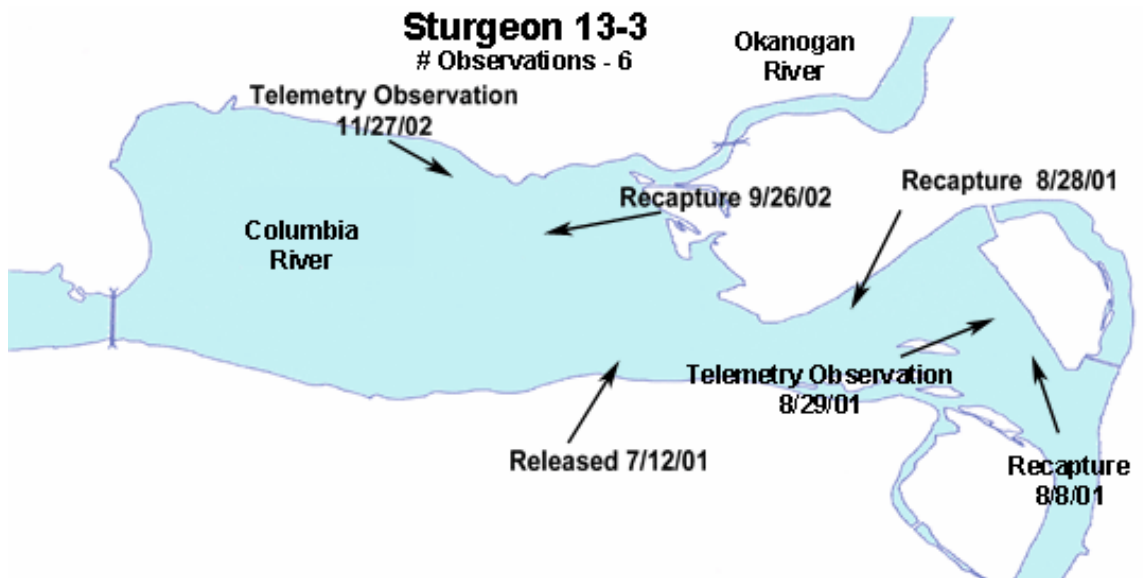 Sturgeon 13-3
# Observations - 6
Okanogan
River
Telemetry Observation
11/27/02
Recapture 9/26/02
Recapture  8/28/01
Columbia
River
Telemetry Observation
8/29/01
Released 7/12/01
Recapture
8/8/01